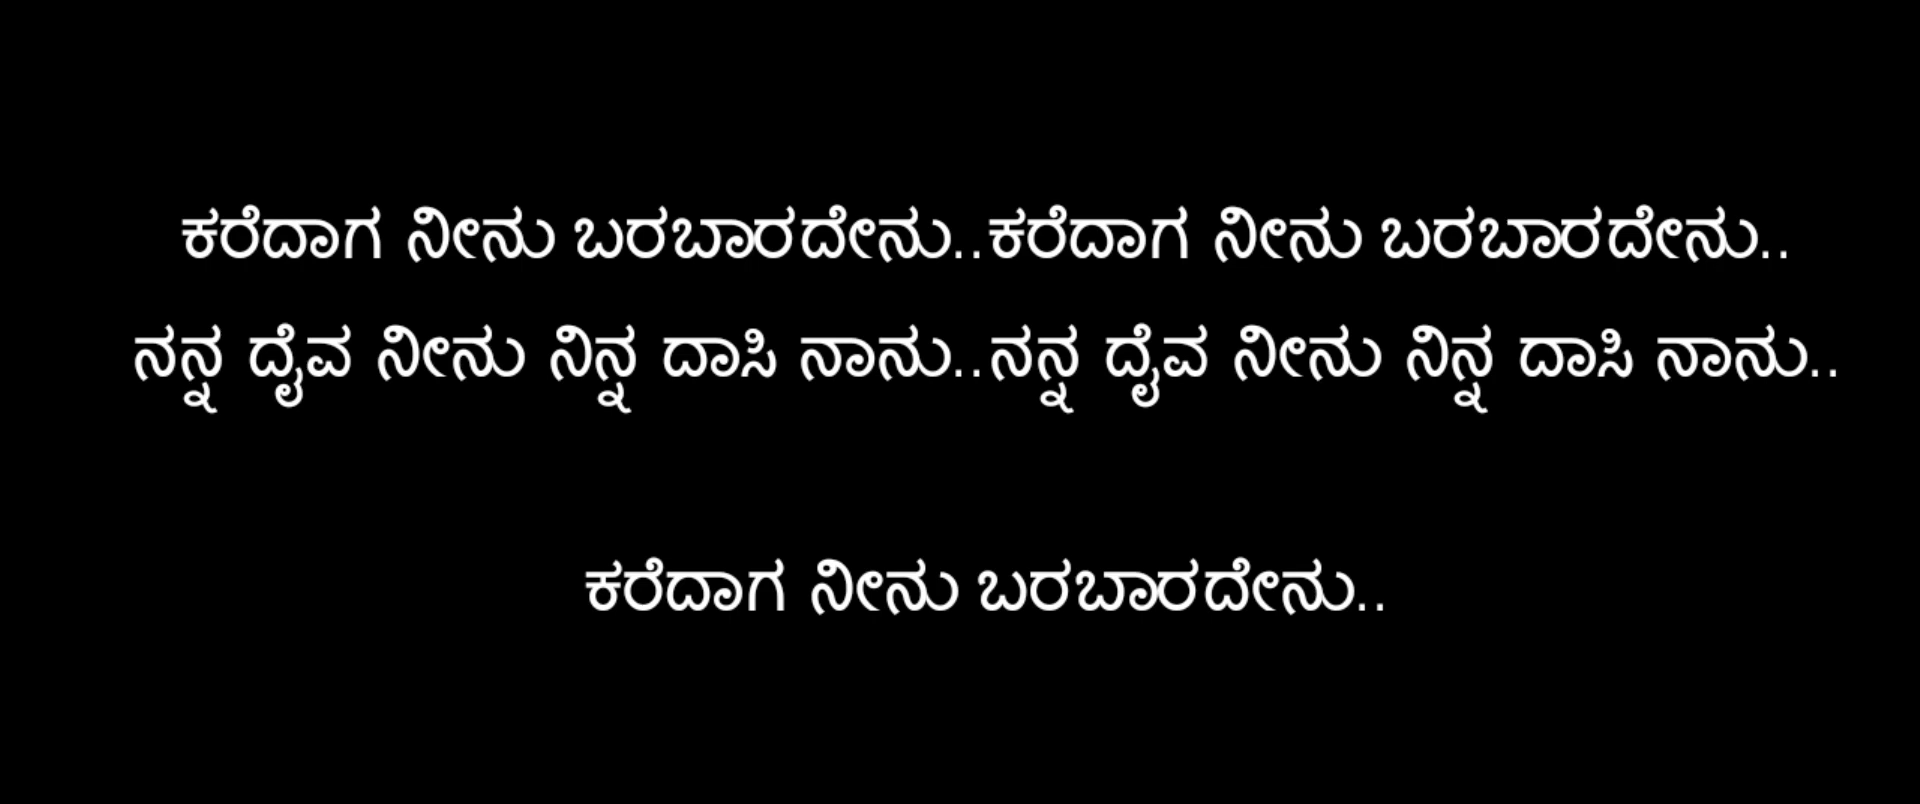 ಕರೆದಾಗ ನೀನು ಬರಬಾರದೇನು..ಕರೆದಾಗ ನೀನು ಬರಬಾರದೇನು..
ನನ್ನ ದೈವ ನೀನು ನಿನ್ನ ದಾಸಿ ನಾನು..ನನ್ನ ದೈವ ನೀನು ನಿನ್ನ ದಾಸಿ ನಾನು..
ಕರೆದಾಗ ನೀನು ಬರಬಾರದೇನು..